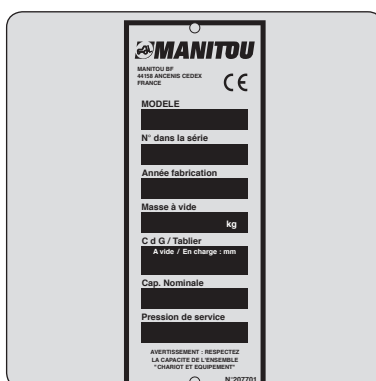 MANITOU
MANITOU BF
44158 ANCENIS CEDEX
FRANCE
CE
MODELE
N° dans la série
Année fabrication
Masse à vide
kg
C d G / Tablier
A vide / En charge : mm
Cap. Nominale
Pression de service
AVERTISSEMENT : RESPECTEZ
LA CAPACITE DE L'ENSEMBLE
"CHARIOT ET EQUIPEMENT"
N°207701